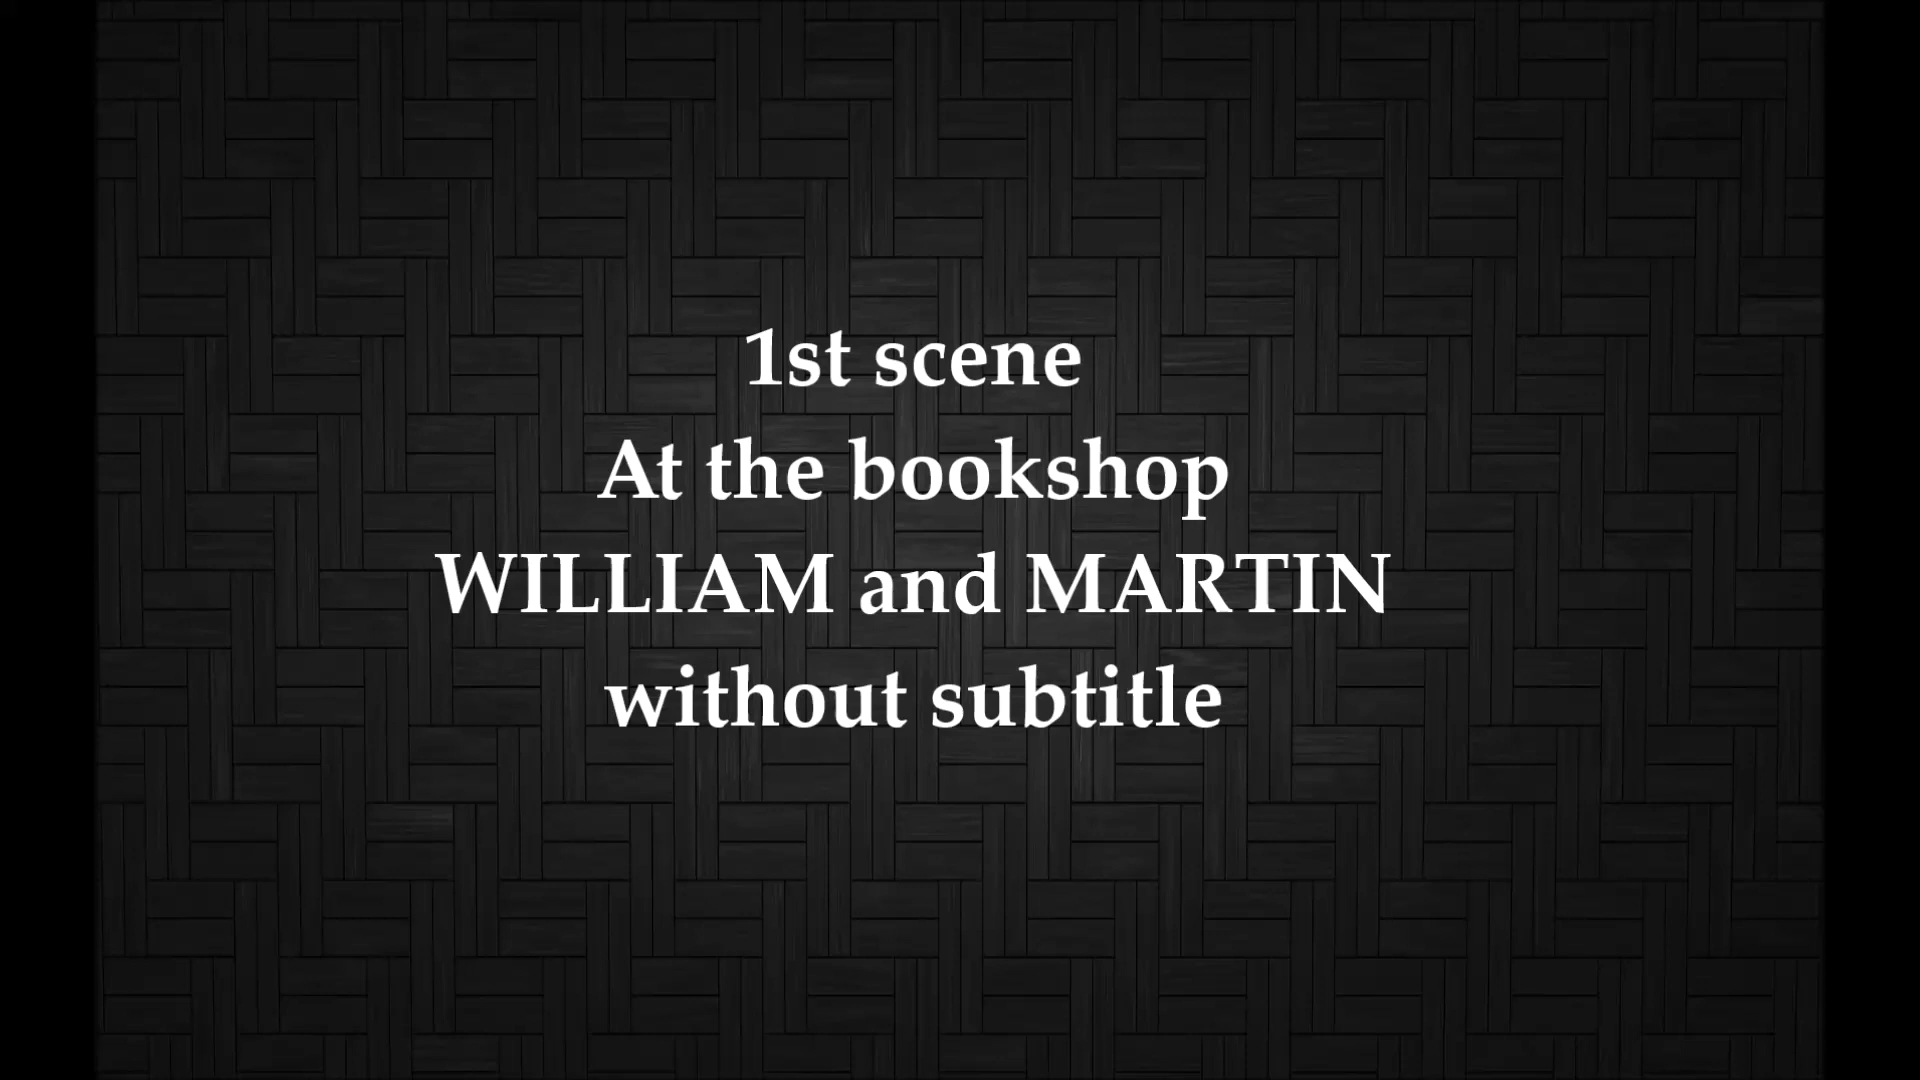 1st scene
At the bookshop
WILLIAM and MARTIN
without subtitle